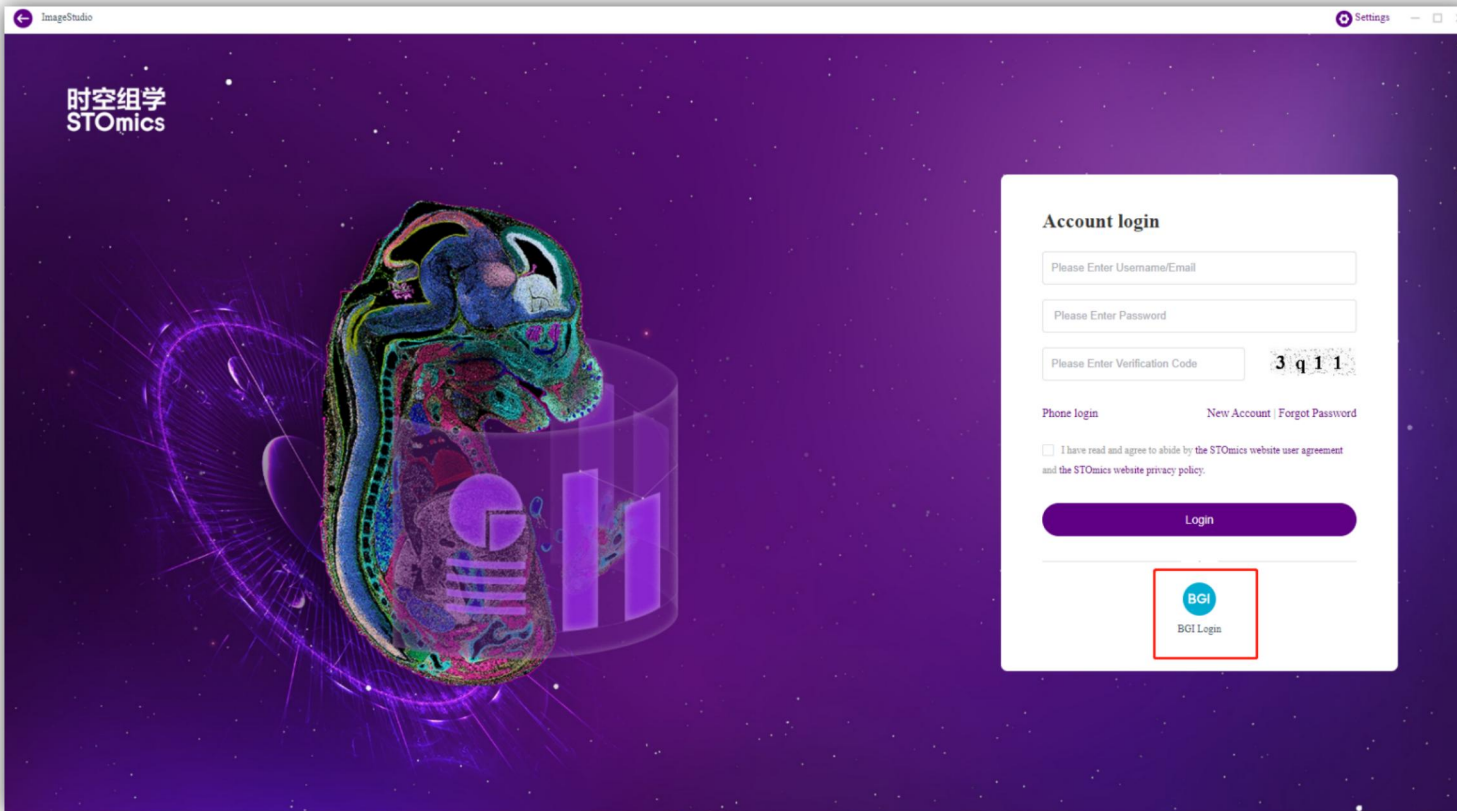 ImageStudio
Settings
时空组学
STOmics
Account login
Please Enter Username/Email
Please Enter Password
Please Enter Verification Code
3 q 1 1
Phone login
New Account | Forgot Password
I have read and agree to abide by the STOmics website user agreement
and the STOmics website privacy policy.
Login
BGI
BGI Login